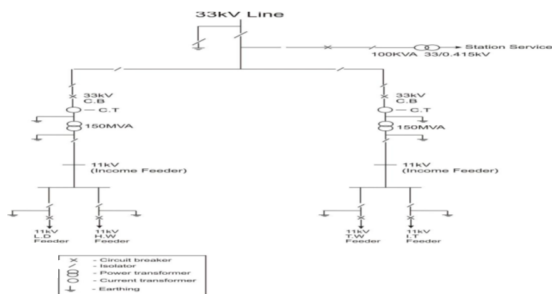 33kV Line
100KVA 33/0.415kV
Station Service
33kV
C.B
C.T
150MVA
33kV
C.B
C.T
150MVA
11kV
(Income Feeder)
11kV
(Income Feeder)
11kV
L.D
Feeder
11kV
H.W
Feeder
11kV
T.W
Feeder
11kV
I.T
Feeder
- Circuit breaker
- Isolator
- Power transformer
- Current transformer
- Earthing